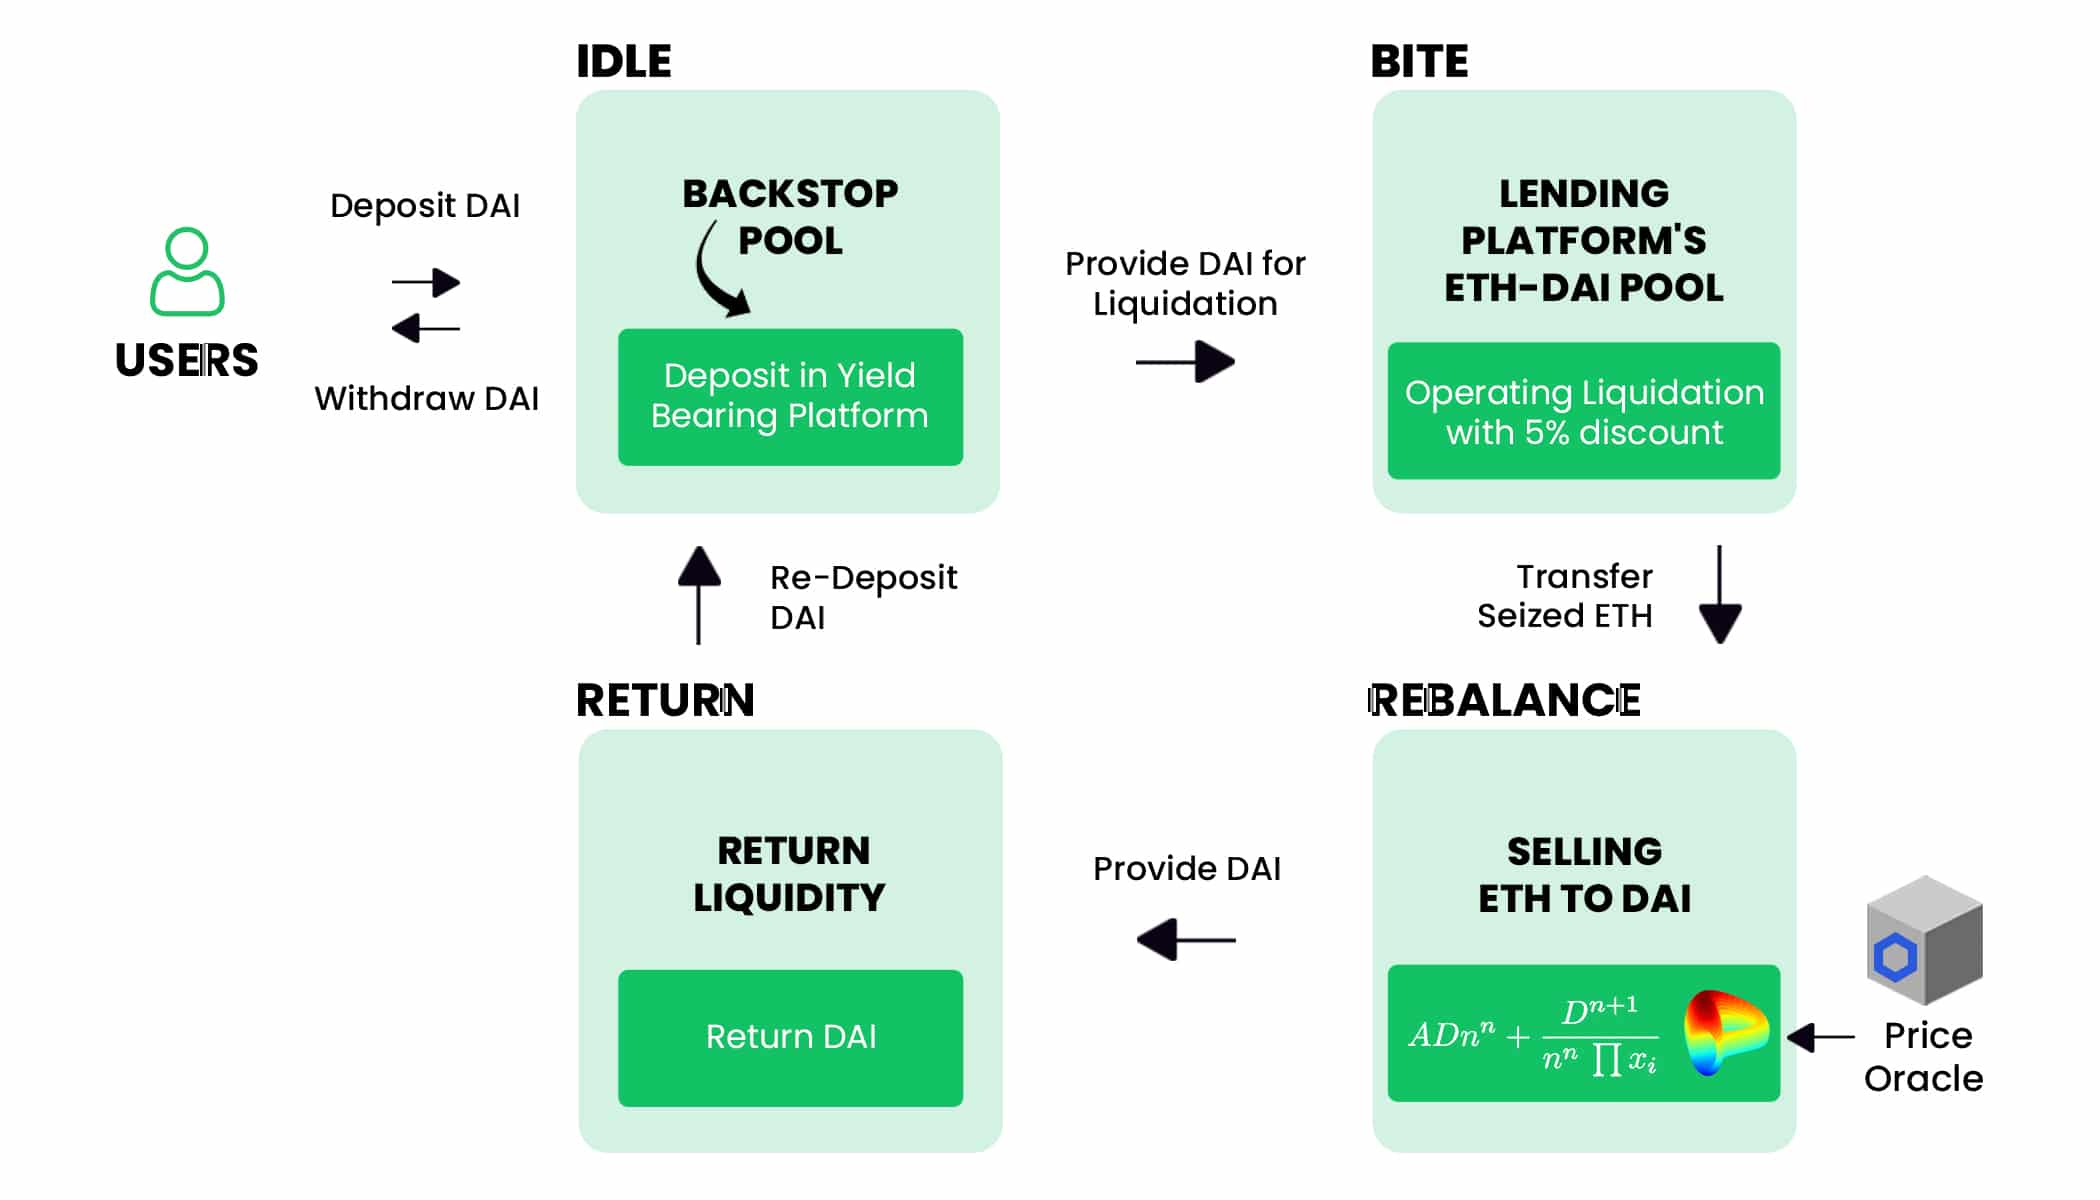 IDLE
BITE
BACKSTOP
POOL
Deposit in Yield
Bearing Platform
Deposit DAI
Withdraw DAI
USERS
Provide DAI for
Liquidation
LENDING
PLATFORM'S
ETH-DAI POOL
Operating Liquidation
with 5% discount
Re-Deposit
DAI
Transfer
Seized ETH
RETURN
REBALANCE
RETURN
LIQUIDITY
Return DAI
Provide DAI
SELLING
ETH TO DAI
ADn^n + D^{n+1} / (n^n ∏ x_i)
Price
Oracle